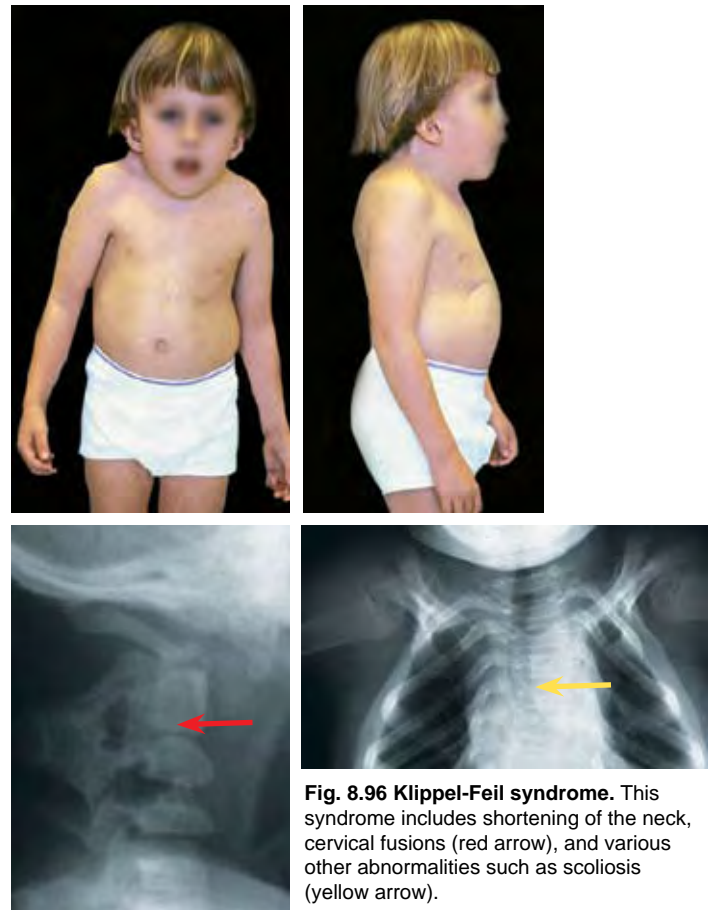 Fig. 8.96 Klippel-Feil syndrome. This
syndrome includes shortening of the neck,
cervical fusions (red arrow), and various
other abnormalities such as scoliosis
(yellow arrow).